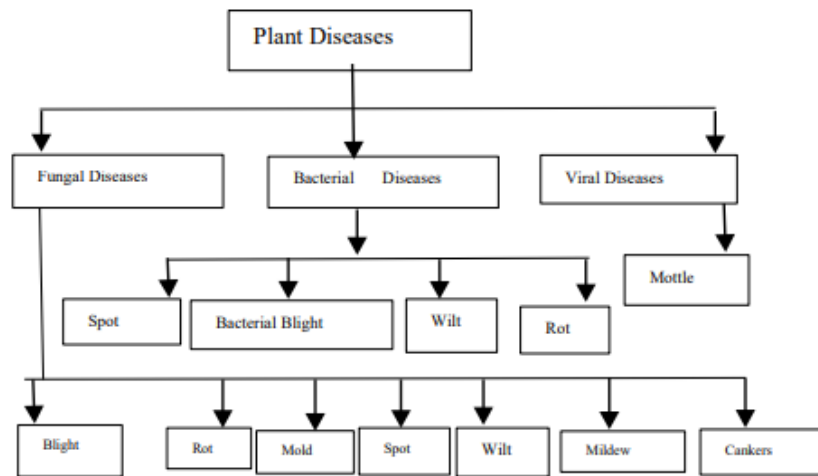 Plant Diseases
Fungal Diseases
Bacterial Diseases
Viral Diseases
Mottle
Spot
Bacterial Blight
Wilt
Rot
Blight
Rot
Mold
Spot
Wilt
Mildew
Cankers